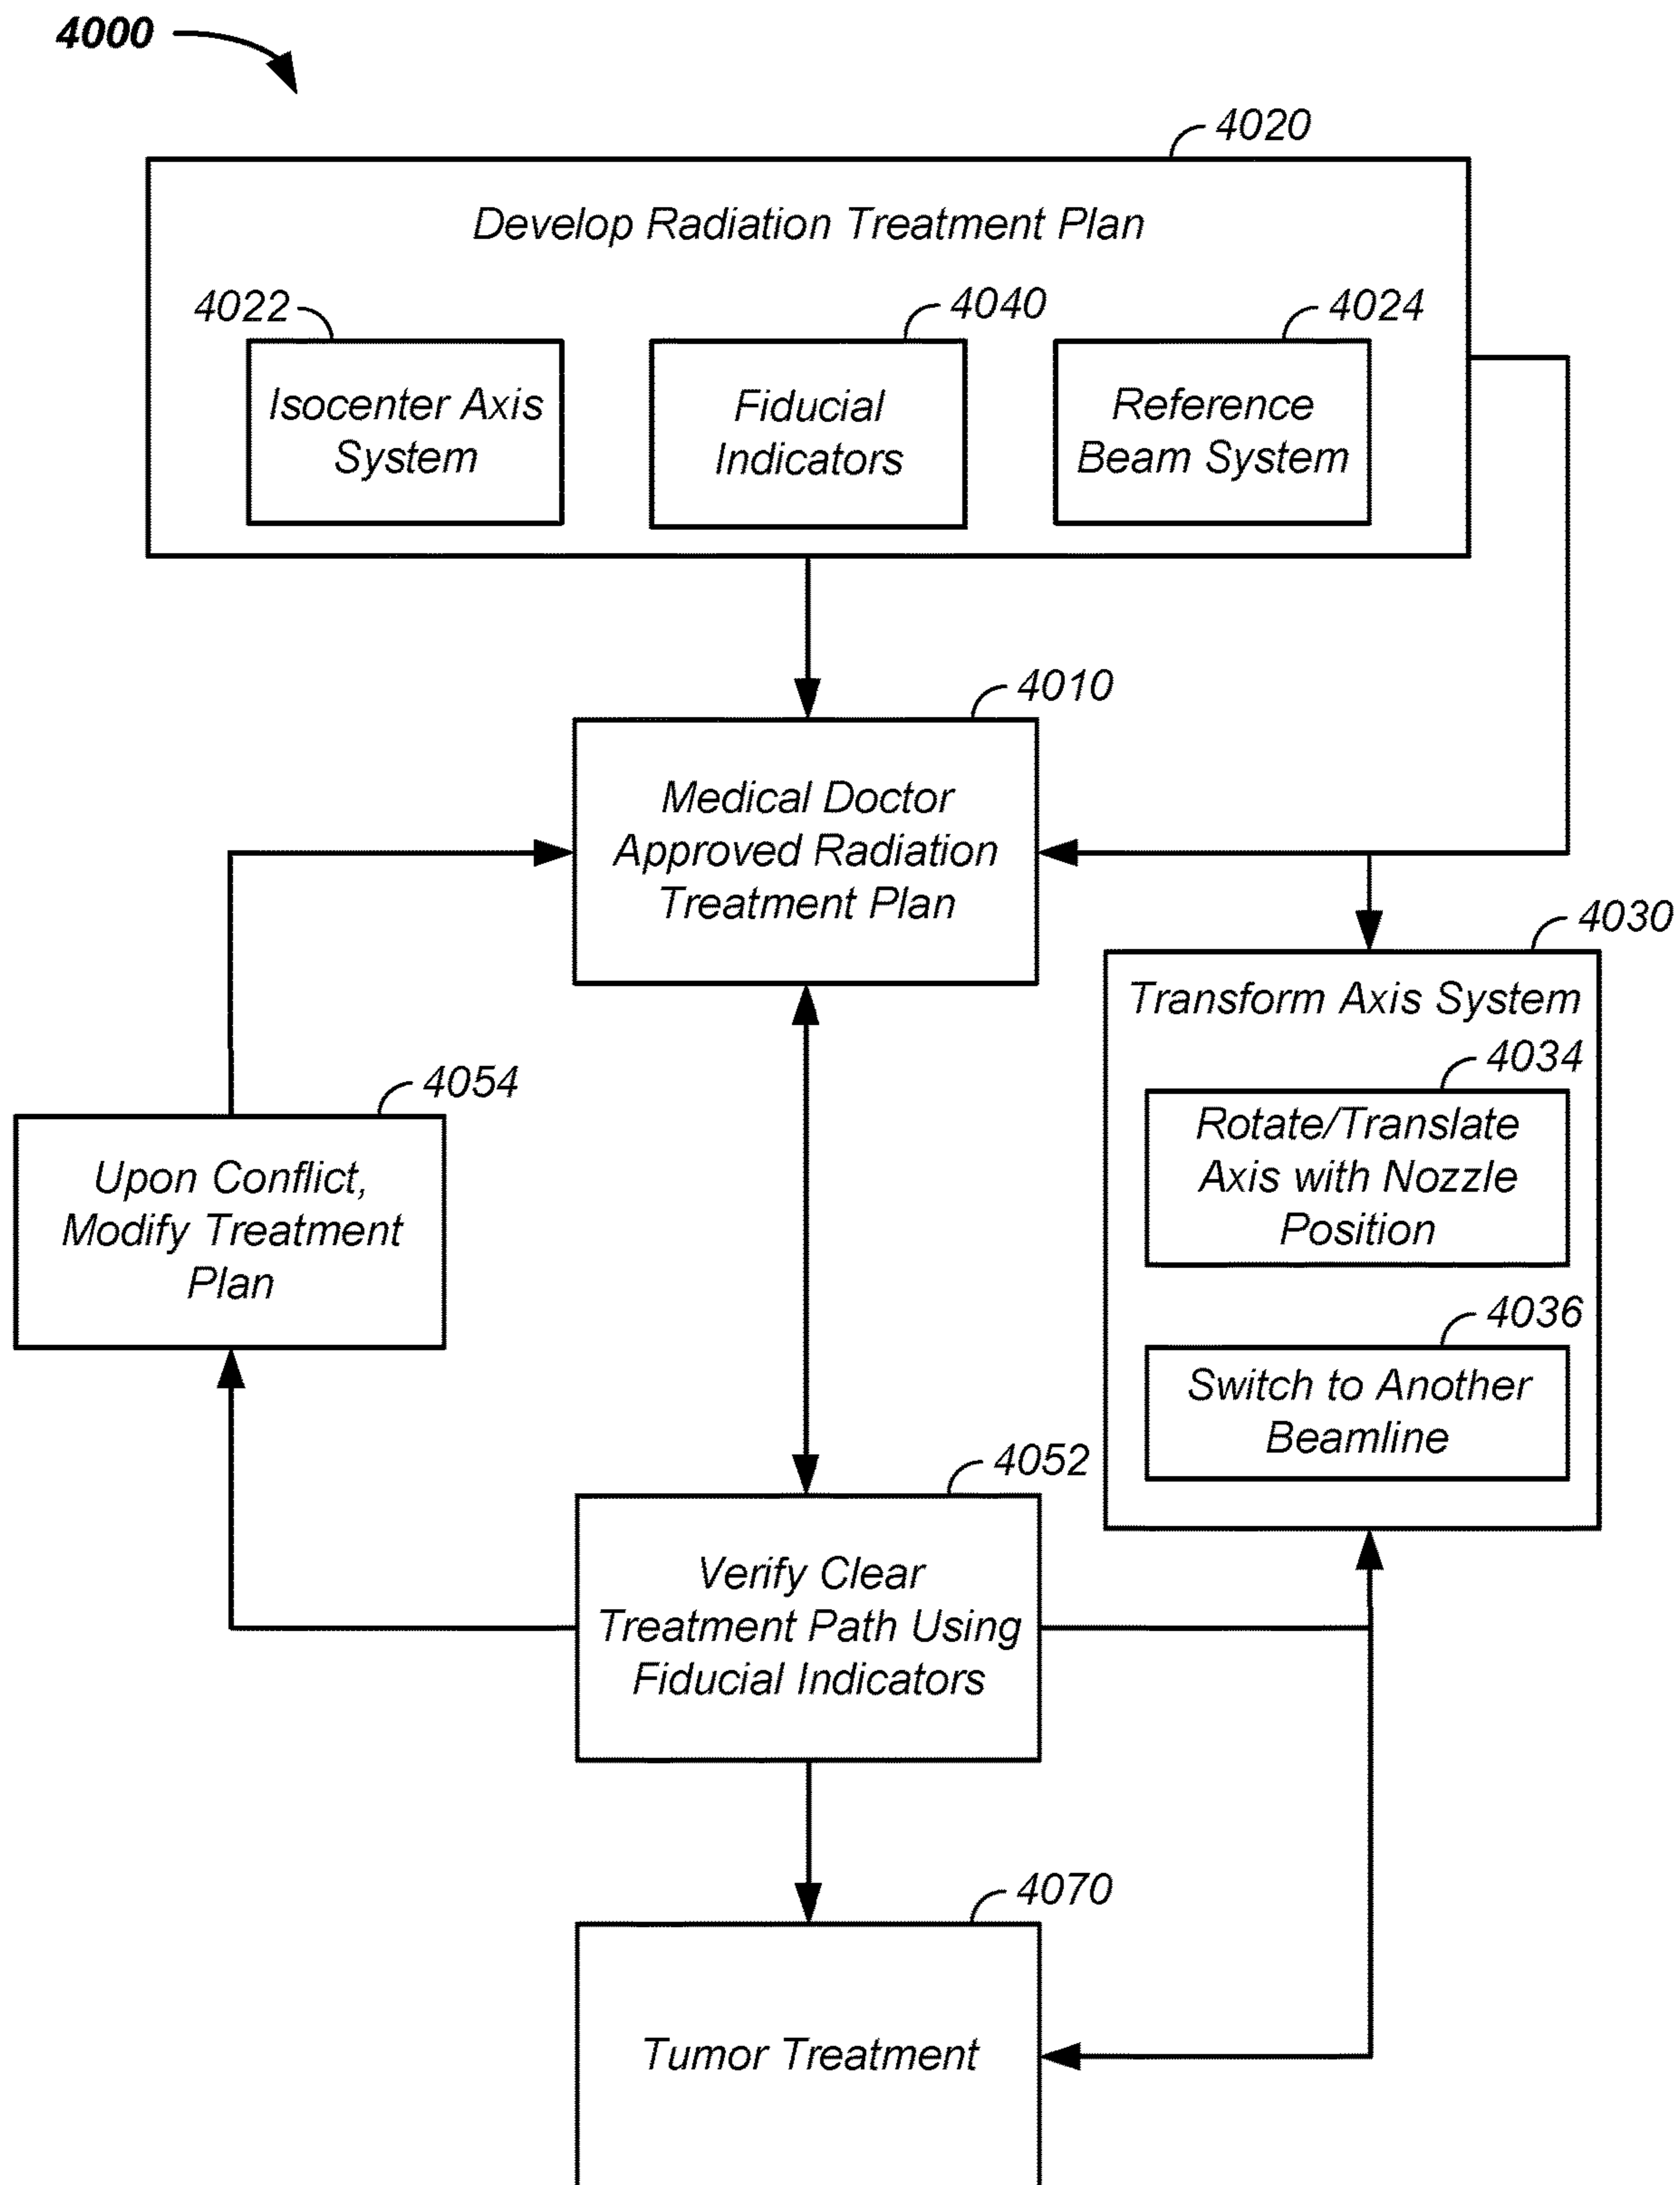 4000
4020
Develop Radiation Treatment Plan
4022
4040
4024
Isocenter Axis
System
Fiducial
Indicators
Reference
Beam System
4010
Medical Doctor
Approved Radiation
Treatment Plan
4030
Transform Axis System
4034
Rotate/Translate
Axis with Nozzle
Position
4036
Switch to Another
Beamline
4054
Upon Conflict,
Modify Treatment
Plan
4052
Verify Clear
Treatment Path Using
Fiducial Indicators
4070
Tumor Treatment